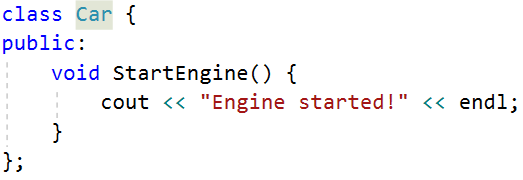 class Car {
public:
    void StartEngine() {
        cout << "Engine started!" << endl;
    }
};